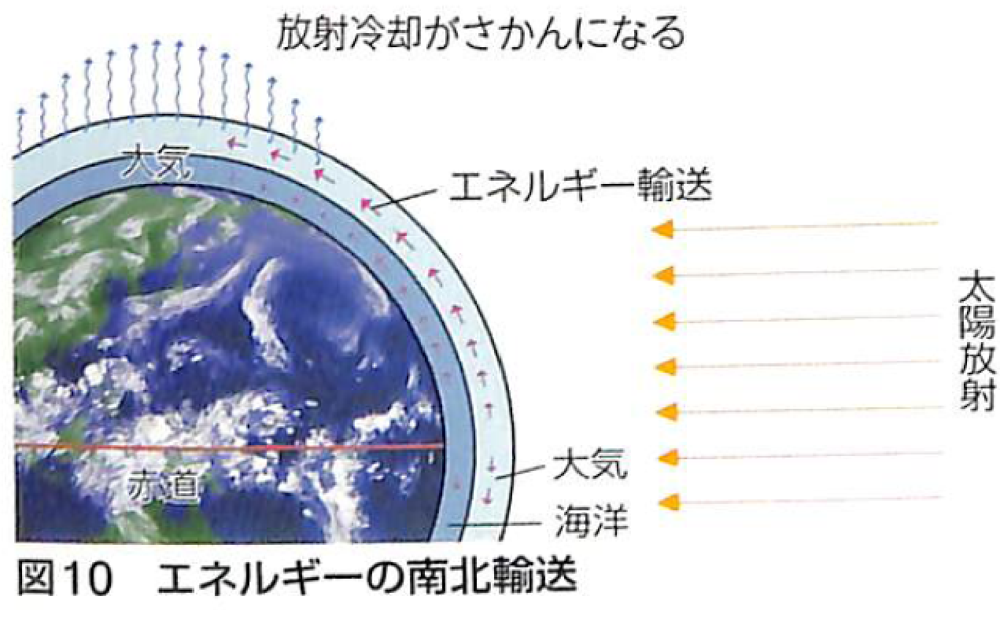 放射冷却がさかんになる
大気
エネルギー輸送
太陽放射
大気
赤道
海洋
図10 エネルギーの南北輸送